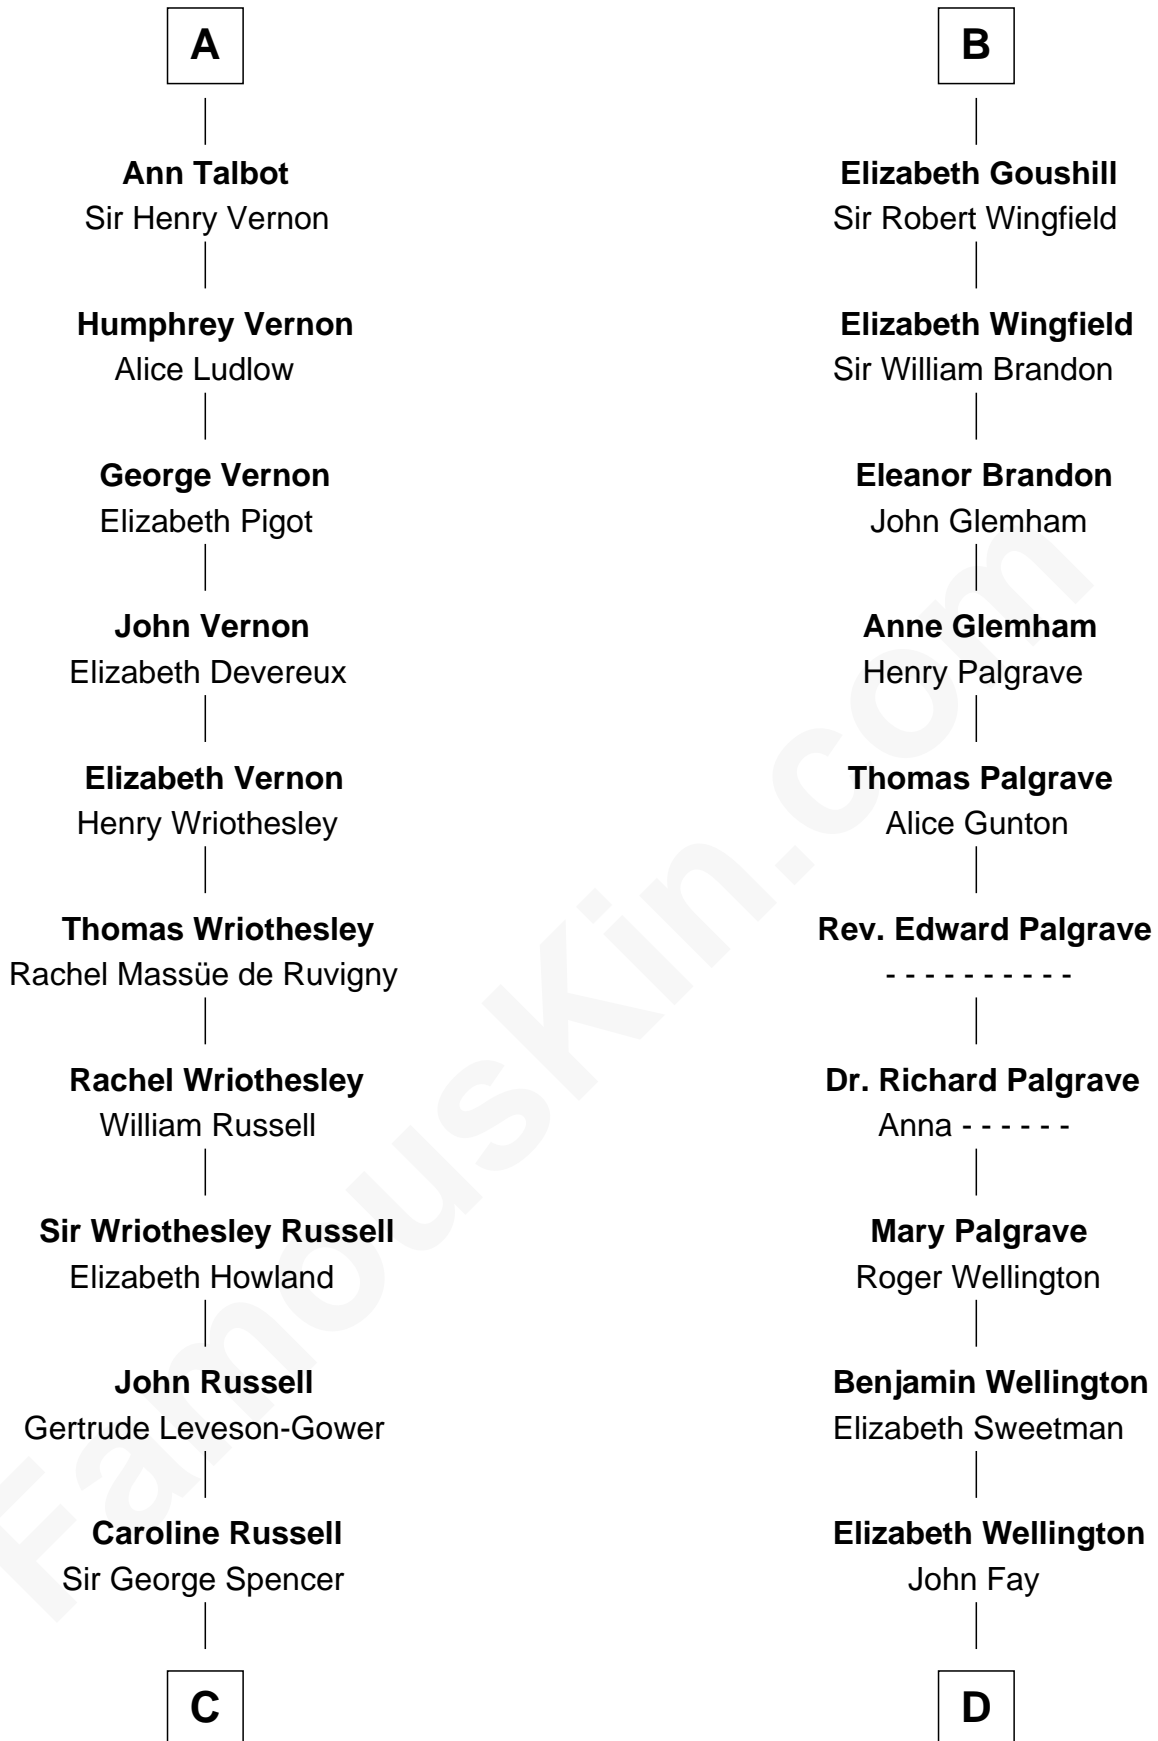 A
Ann Talbot
Sir Henry Vernon
Humphrey Vernon
Alice Ludlow
George Vernon
Elizabeth Pigot
John Vernon
Elizabeth Devereux
Elizabeth Vernon
Henry Wriothesley
Thomas Wriothesley
Rachel Massüe de Ruvigny
Rachel Wriothesley
William Russell
Sir Wriothesley Russell
Elizabeth Howland
John Russell
Gertrude Leveson-Gower
Caroline Russell
Sir George Spencer
C
B
Elizabeth Goushill
Sir Robert Wingfield
Elizabeth Wingfield
Sir William Brandon
Eleanor Brandon
John Glemham
Anne Glemham
Henry Palgrave
Thomas Palgrave
Alice Gunton
Rev. Edward Palgrave
- - - - - - - - - -
Dr. Richard Palgrave
Anna - - - - - -
Mary Palgrave
Roger Wellington
Benjamin Wellington
Elizabeth Sweetman
Elizabeth Wellington
John Fay
D
FamousKin.com